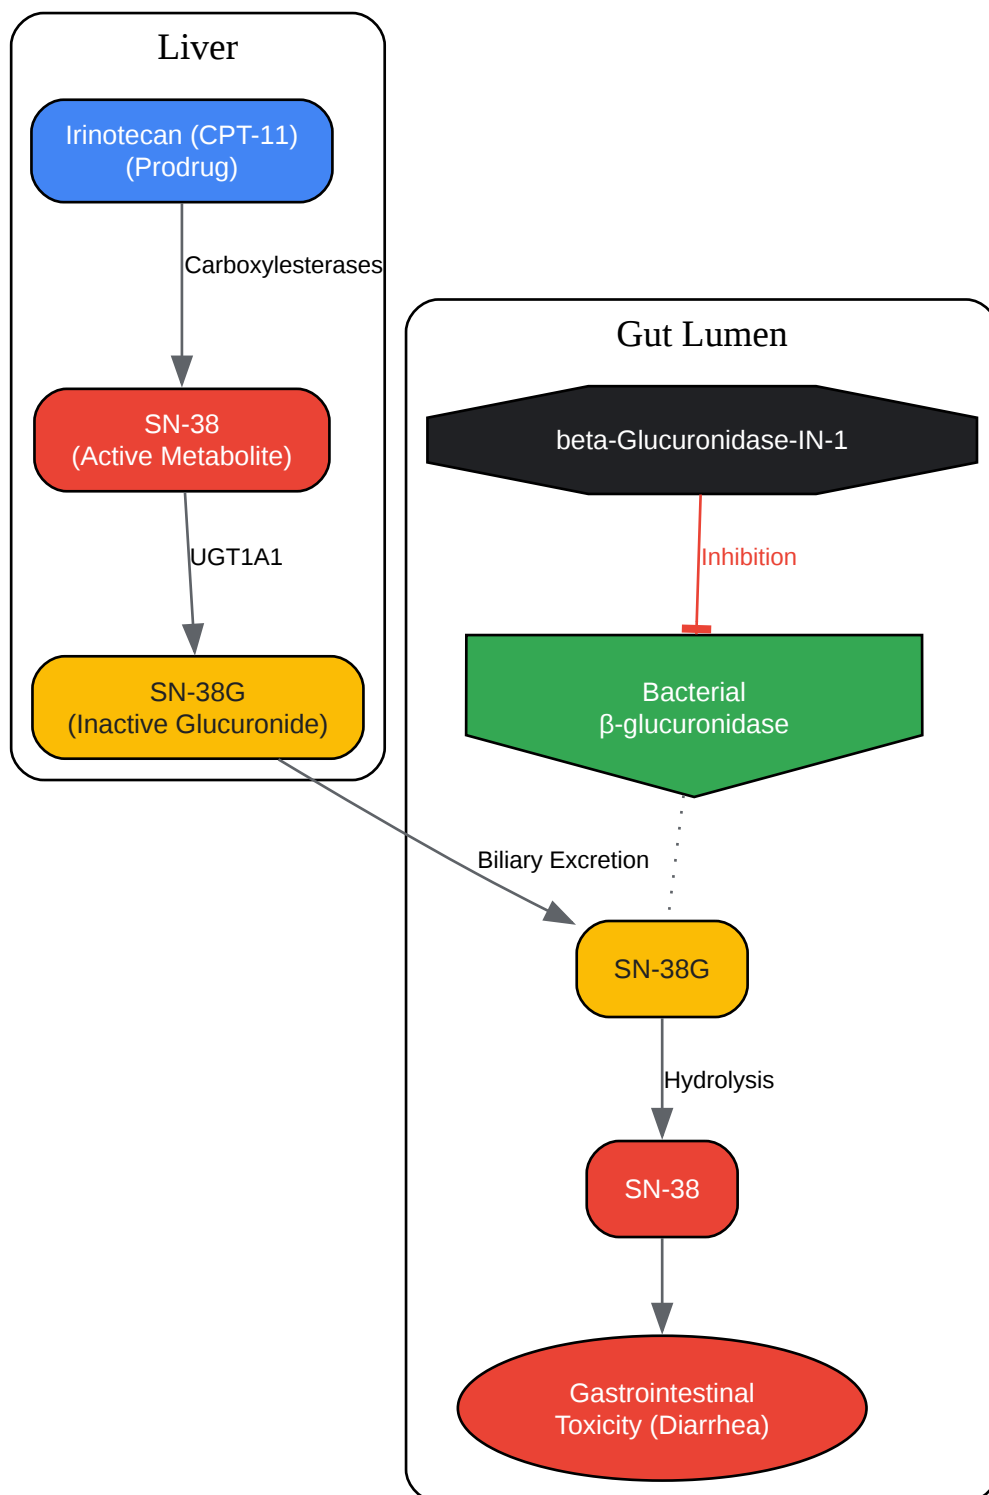 Liver
Irinotecan (CPT-11)
(Prodrug)
Carboxylesterases
SN-38
(Active Metabolite)
UGT1A1
SN-38G
(Inactive Glucuronide)
Gut Lumen
beta-Glucuronidase-IN-1
Inhibition
Bacterial
β-glucuronidase
Biliary Excretion
SN-38G
Hydrolysis
SN-38
Gastrointestinal
Toxicity (Diarrhea)